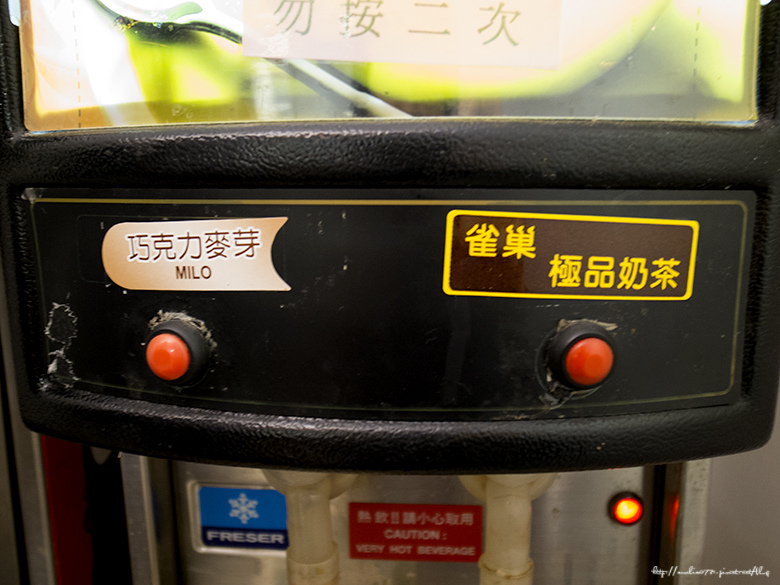 勿按二次
巧克力麥芽
MILO
雀巢
極品奶茶
FRESER
熱飲!!!請小心取用
CAUTION :
VERY HOT BEVERAGE